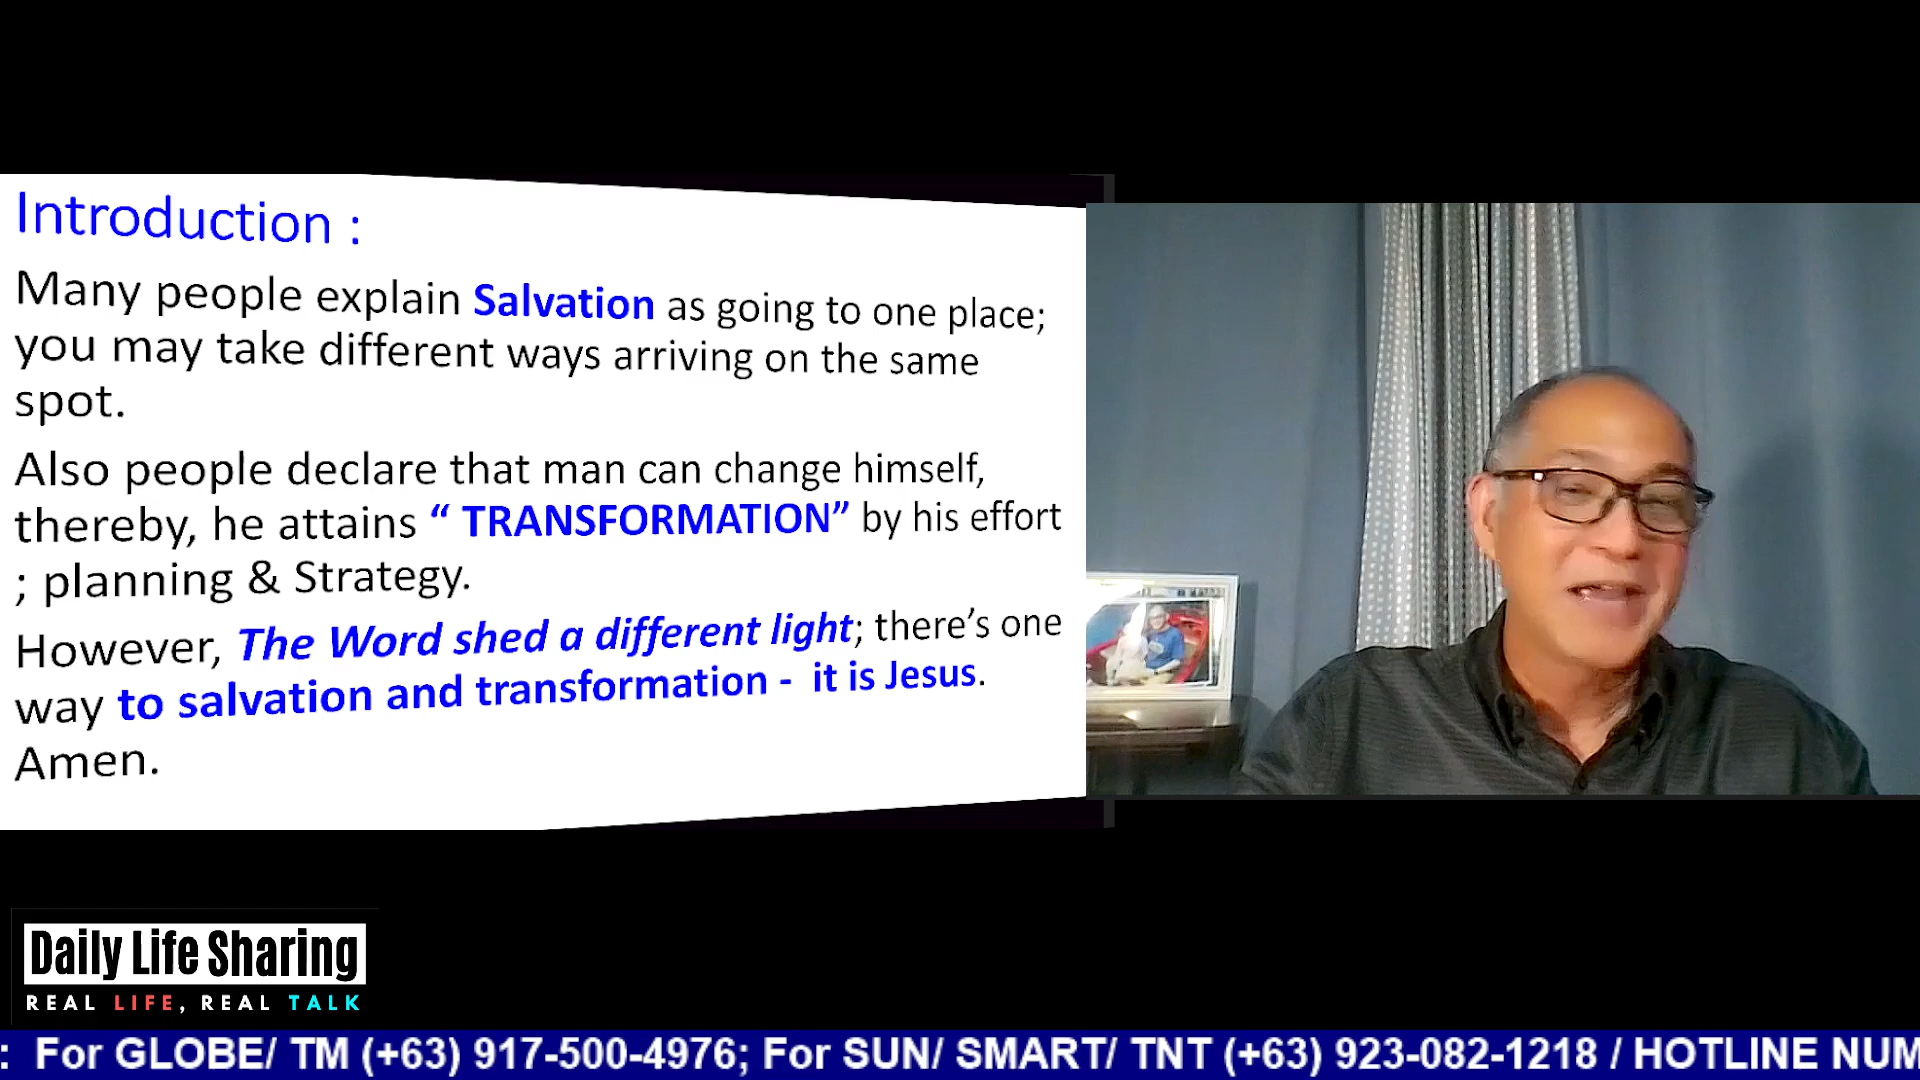 Introduction :
Many people explain Salvation as going to one place;
you may take different ways arriving on the same
spot.
Also people declare that man can change himself,
thereby, he attains “ TRANSFORMATION” by his effort
; planning & Strategy.
However, The Word shed a different light; there’s one
way to salvation and transformation - it is Jesus.
Amen.
Daily Life Sharing
REAL LIFE, REAL TALK
: For GLOBE/ TM (+63) 917-500-4976; For SUN/ SMART/ TNT (+63) 923-082-1218 / HOTLINE NUM